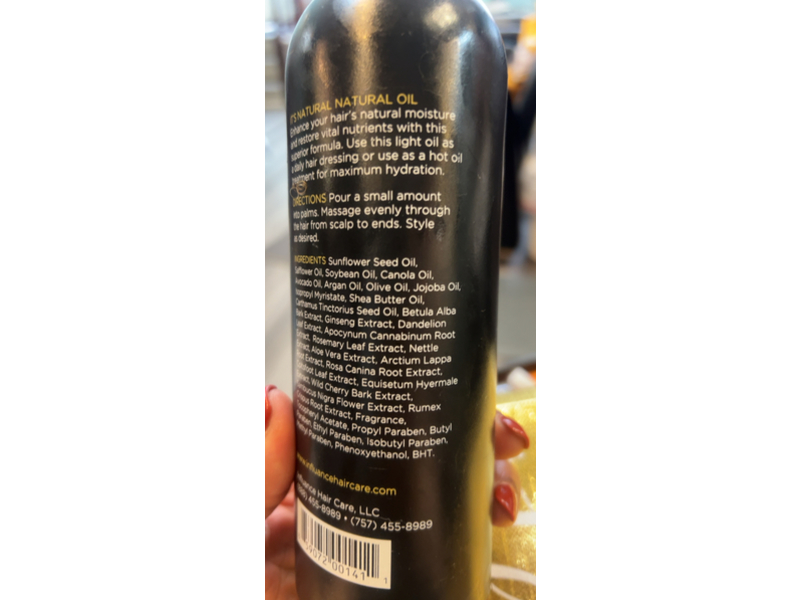 IT'S NATURAL NATURAL OIL
Enhance your hair's natural moisture
and restore vital nutrients with this
superior formula. Use this light oil as
a daily hair dressing or use as a hot oil
treatment for maximum hydration.
DIRECTIONS Pour a small amount
into palms. Massage evenly through
the hair from scalp to ends. Style
as desired.
INGREDIENTS Sunflower Seed Oil,
Safflower Oil, Soybean Oil, Canola Oil,
Avocado Oil, Argan Oil, Olive Oil, Jojoba Oil,
Isopropyl Myristate, Shea Butter Oil,
Carthamus Tinctorius Seed Oil, Betula Alba
Bark Extract, Ginseng Extract, Dandelion
Leaf Extract, Apocynum Cannabinum Root
Extract, Rosemary Leaf Extract, Nettle
Extract, Aloe Vera Extract, Arctium Lappa
Root Extract, Rosa Canina Root Extract,
Leaf Extract, Equisetum Hyermale
Extract, Wild Cherry Bark Extract,
Sambucus Nigra Flower Extract, Rumex
Crispus Root Extract, Fragrance,
Tocopheryl Acetate, Propyl Paraben, Butyl
Paraben, Ethyl Paraben, Isobutyl Paraben,
Methyl Paraben, Phenoxyethanol, BHT.
www.influancehaircare.com
Influance Hair Care, LLC
455-8989 • (757) 455-8989
00141 1